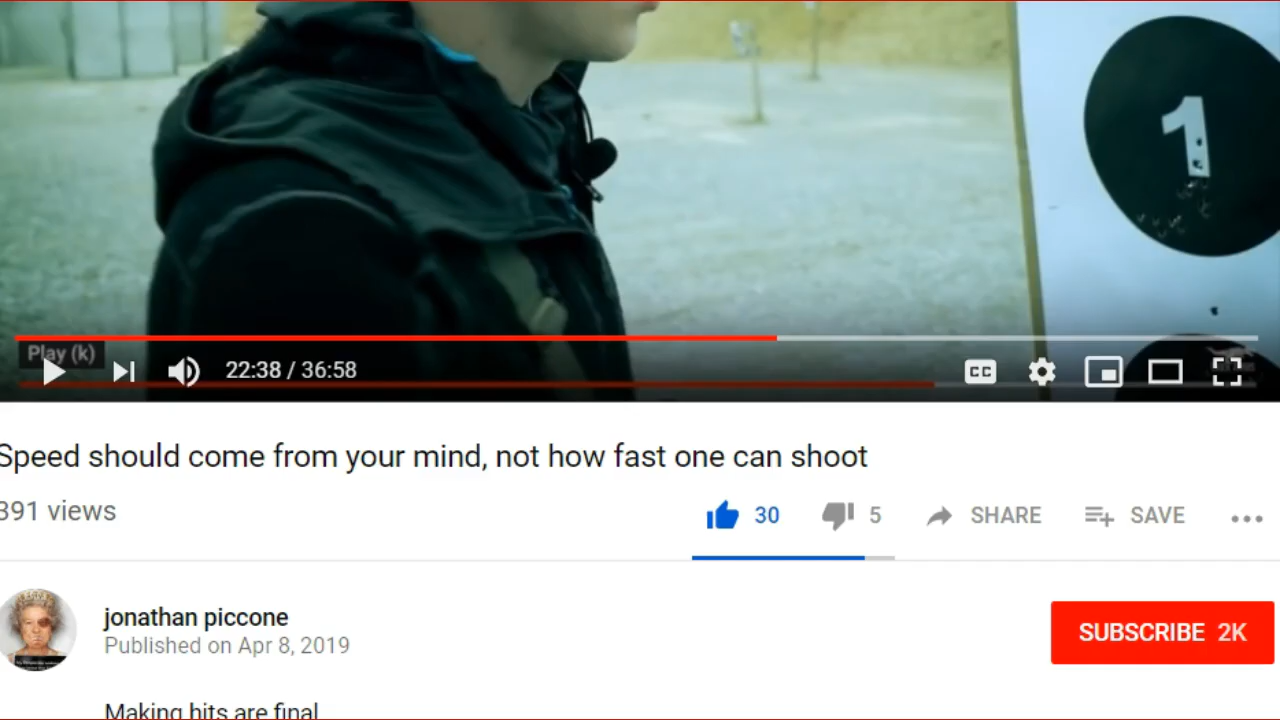 1
Play (k)
22:38 / 36:58
CC
Speed should come from your mind, not how fast one can shoot
391 views
30
5
SHARE
SAVE
jonathan piccone
Published on Apr 8, 2019
SUBSCRIBE 2K
Making hits are final